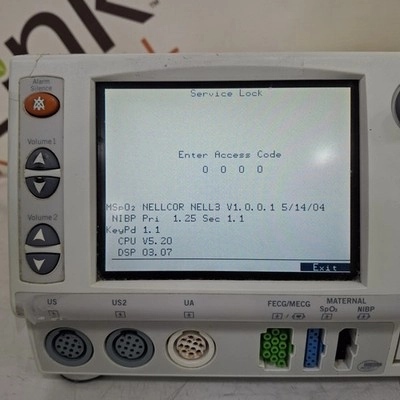 Alarm
Silence
Service Lock
Volume 1
Enter Access Code
0 0 0 0
MSpO₂ NELLCOR NELL3 V1.0.0.1 5/14/04
NIBP Pri 1.25 Sec 1.1
KeyPd 1.1
CPU V5.20
DSP 03.07
Volume 2
Exit
US US2 UA FECG/MECG MATERNAL
SpO₂ NIBP